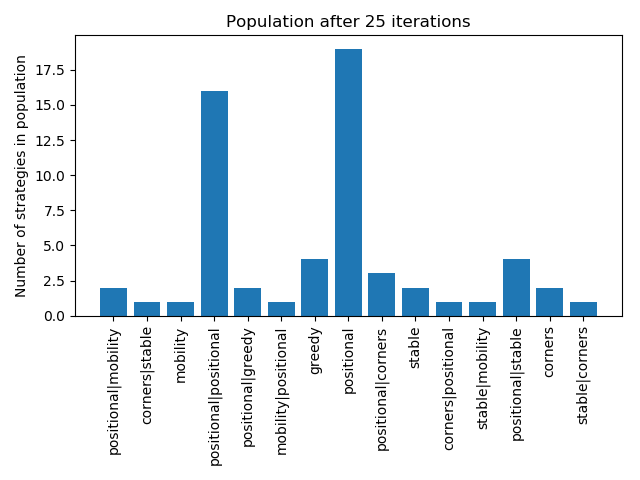 Population after 25 iterations
Number of strategies in population
17.5
15.0
12.5
10.0
7.5
5.0
2.5
0.0
positional|mobility
corners|stable
mobility
positional|positional
positional|greedy
mobility|positional
greedy
positional
positional|corners
stable
corners|positional
stable|mobility
positional|stable
corners
stable|corners